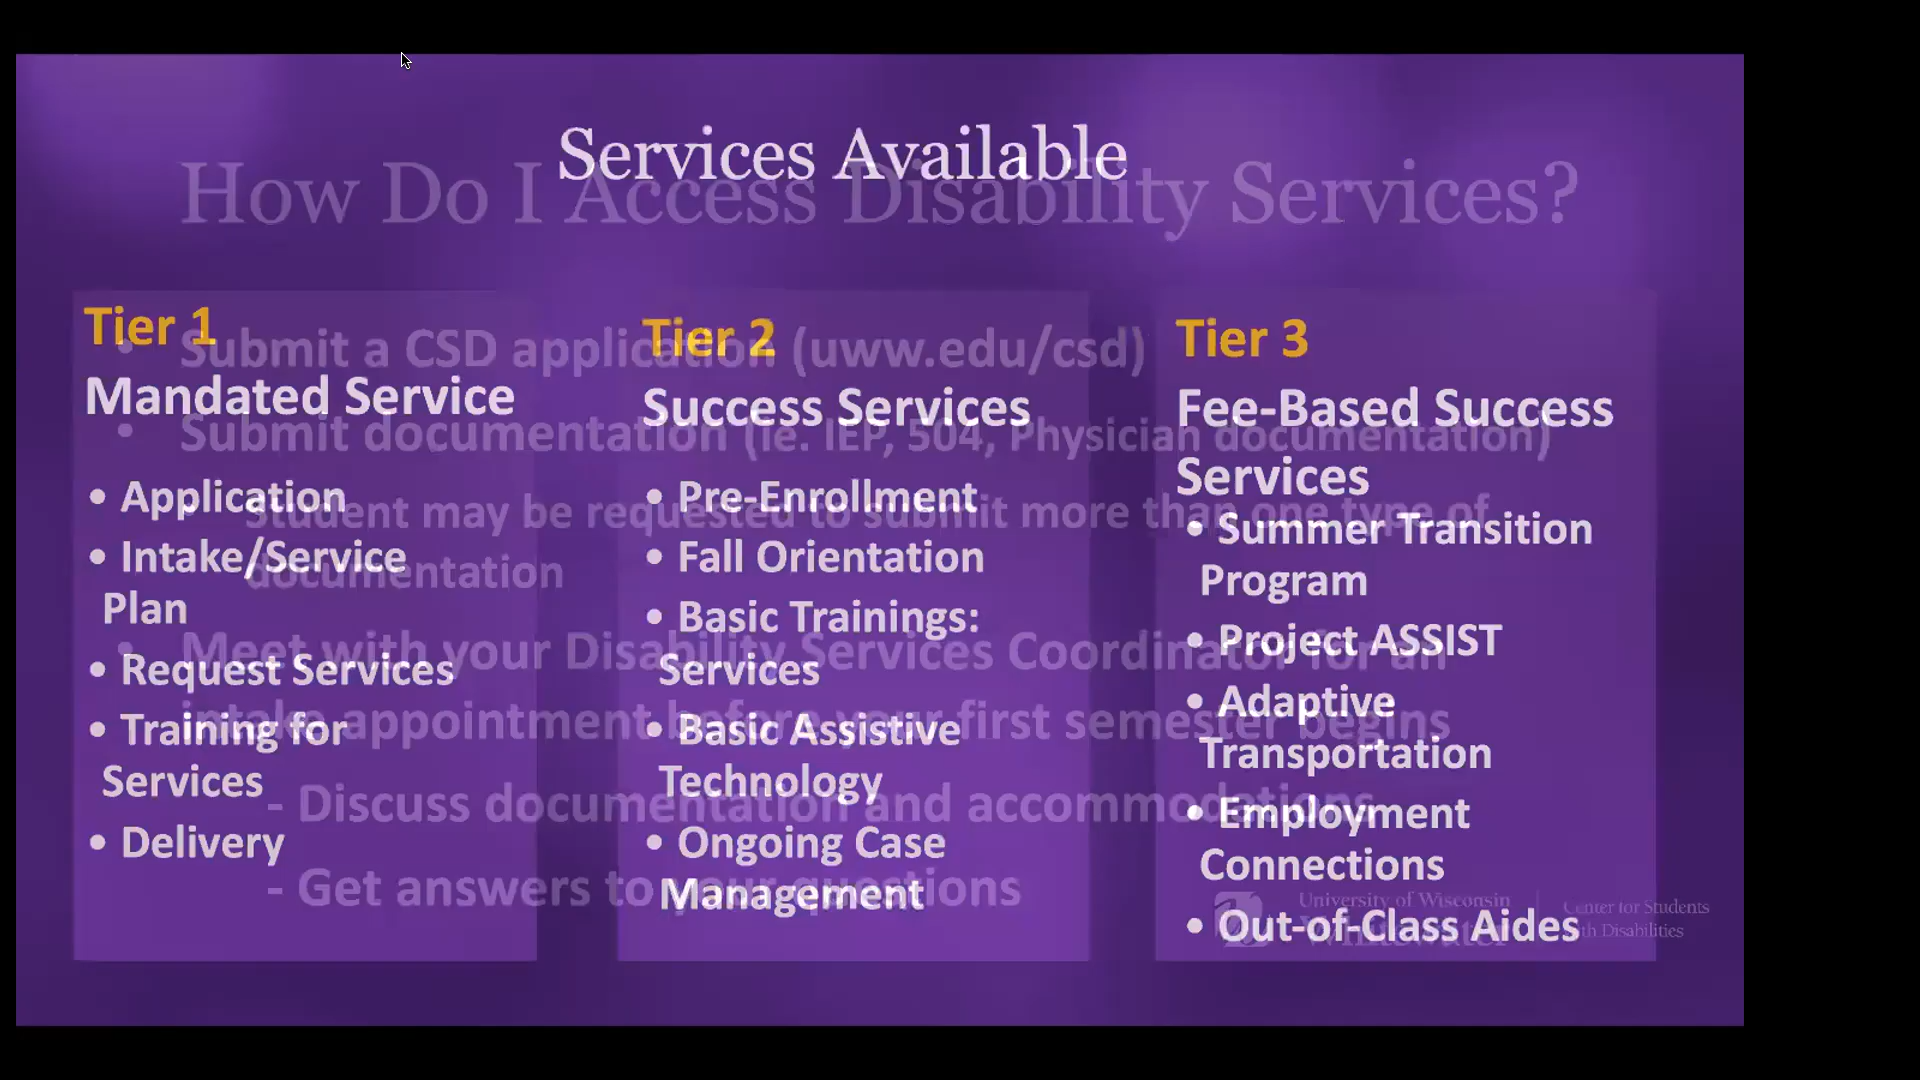 Services Available
Tier 1
Mandated Service
• Application
• Intake/Service
Plan
• Request Services
• Training for
Services
• Delivery
Tier 2
Success Services
• Pre-Enrollment
• Fall Orientation
• Basic Trainings:
Services
• Basic Assistive
Technology
• Ongoing Case
Management
Tier 3
Fee-Based Success
Services
• Summer Transition
Program
• Project ASSIST
• Adaptive
Transportation
• Employment
Connections
• Out-of-Class Aides
How Do I Access Disability Services?
• Submit a CSD application (uww.edu/csd)
• Submit documentation (ie. IEP, 504, Physician documentation)
student may be requested to submit more than one type of
documentation
• Meet with your Disability Services Coordinator for an
intake appointment before your first semester begins
- Discuss documentation and accommodations
- Get answers to your questions
University of Wisconsin
Whitewater
Center for Students
with Disabilities